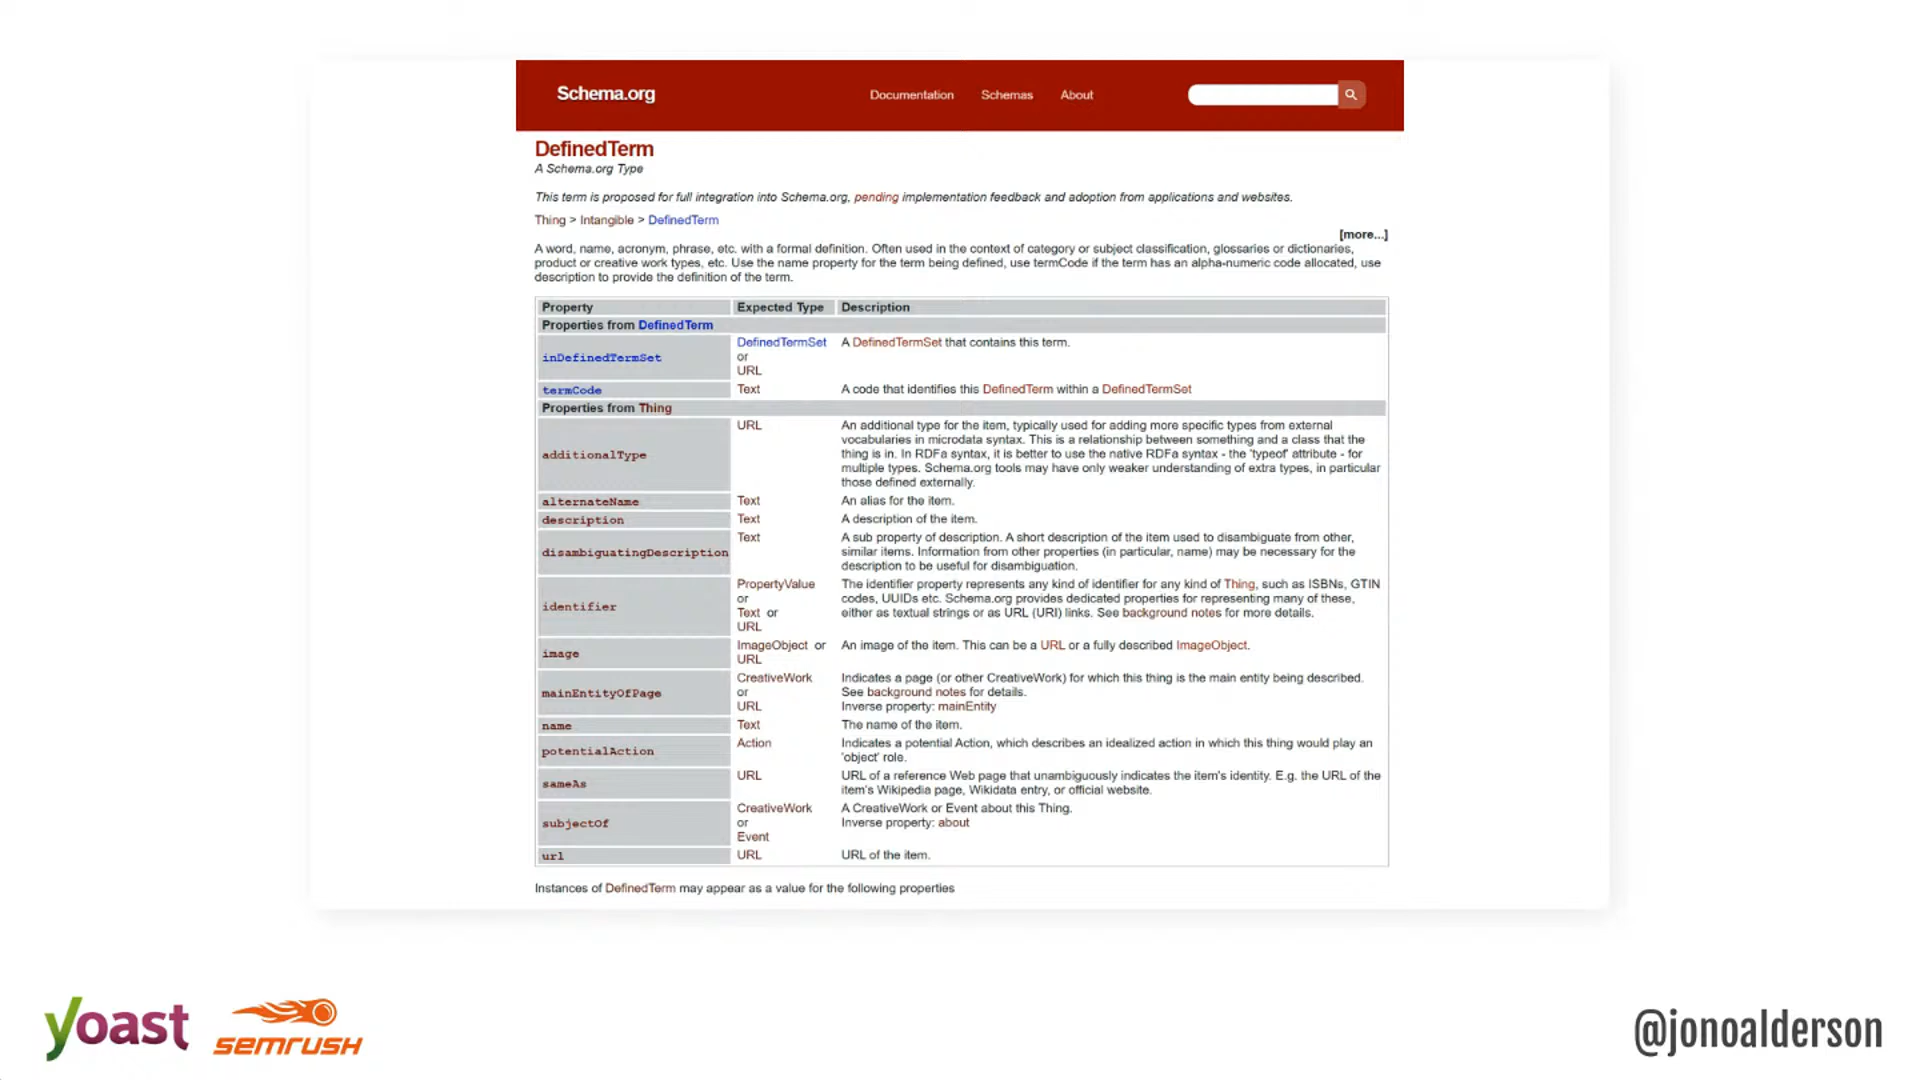 Schema.org
Documentation Schemas About
DefinedTerm
A Schema.org Type
This term is proposed for full integration into Schema.org, pending implementation feedback and adoption from applications and websites.
Thing > Intangible > DefinedTerm
[more...]
A word, name, acronym, phrase, etc. with a formal definition. Often used in the context of category or subject classification, glossaries or dictionaries,
product or creative work types, etc. Use the name property for the term being defined, use termCode if the term has an alpha-numeric code allocated, use
description to provide the definition of the term.
Property Expected Type Description
Properties from DefinedTerm
inDefinedTermSet
DefinedTermSet
or
URL
A DefinedTermSet that contains this term.
termCode Text A code that identifies this DefinedTerm within a DefinedTermSet
Properties from Thing
additionalType
URL
An additional type for the item, typically used for adding more specific types from external
vocabularies in microdata syntax. This is a relationship between something and a class that the
thing is in. In RDFa syntax, it is better to use the native RDFa syntax - the 'typeof' attribute - for
multiple types. Schema.org tools may have only weaker understanding of extra types, in particular
those defined externally.
alternateName Text An alias for the item.
description Text A description of the item.
disambiguatingDescription
Text
A sub property of description. A short description of the item used to disambiguate from other,
similar items. Information from other properties (in particular, name) may be necessary for the
description to be useful for disambiguation.
identifier
PropertyValue
or
Text or
URL
The identifier property represents any kind of identifier for any kind of Thing, such as ISBNs, GTIN
codes, UUIDs etc. Schema.org provides dedicated properties for representing many of these,
either as textual strings or as URL (URI) links. See background notes for more details.
image
ImageObject or
URL
An image of the item. This can be a URL or a fully described ImageObject.
mainEntityOfPage
CreativeWork
or
URL
Indicates a page (or other CreativeWork) for which this thing is the main entity being described.
See background notes for details.
Inverse property: mainEntity
name Text The name of the item.
potentialAction
Action
Indicates a potential Action, which describes an idealized action in which this thing would play an
'object' role.
sameAs
URL
URL of a reference Web page that unambiguously indicates the item's identity. E.g. the URL of the
item's Wikipedia page, Wikidata entry, or official website.
subjectOf
CreativeWork
or
Event
A CreativeWork or Event about this Thing.
Inverse property: about
url URL URL of the item.
Instances of DefinedTerm may appear as a value for the following properties
yoast
SEMRUSH
@jonoalderson